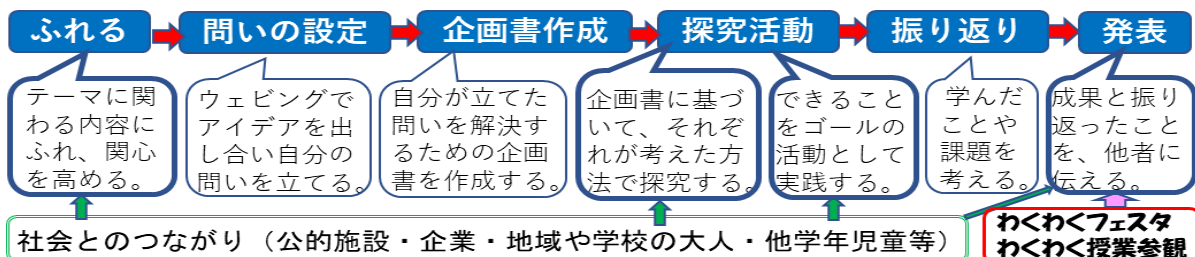 ふれる
問いの設定
企画書作成
探究活動
振り返り
発表
テーマに関
わる内容に
ふれ、関心
を高める。
ウェビングで
アイデアを出
し合い自分の
問いを立てる。
自分が立てた
問いを解決す
るための企画
書を作成する。
企画書に基づ
いて、それぞ
れが考えた方
法で探究する。
できること
をゴールの
活動として
実践する。
学んだ
ことや
課題を
考える。
成果と振り
返ったこと
を、他者に
伝える。
社会とのつながり（公的施設・企業・地域や学校の大人・他学年児童等）
わくわくフェスタ
わくわく授業参観